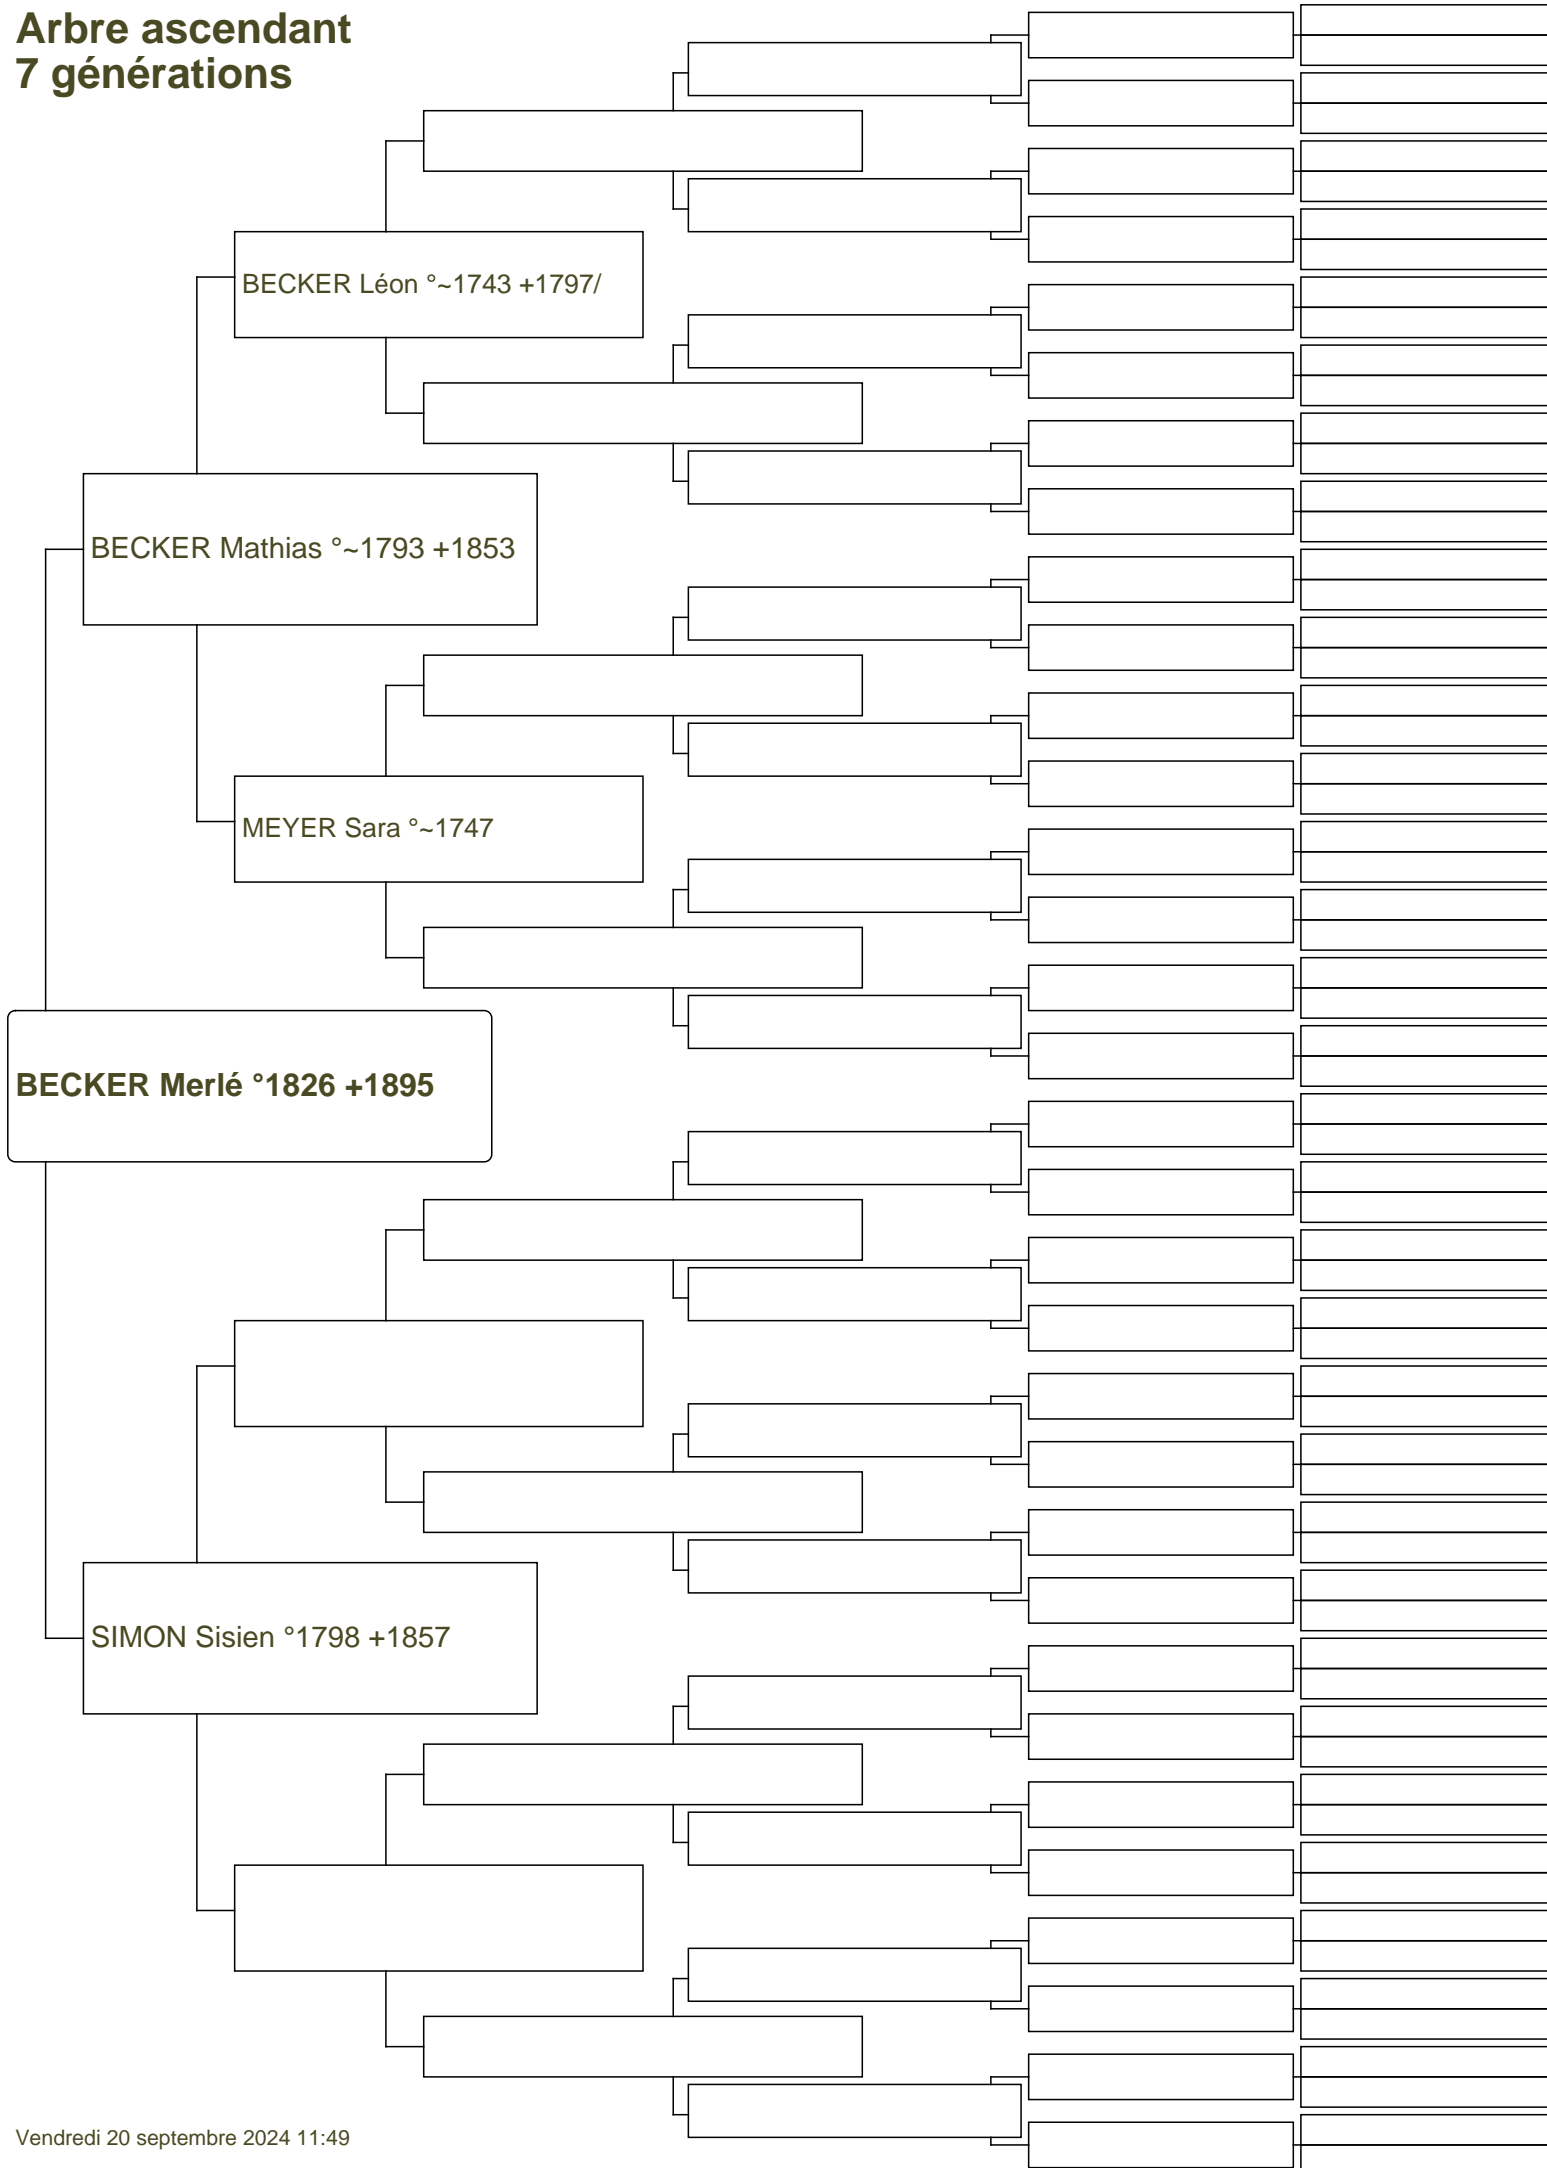 Arbre ascendant
7 générations
BECKER Léon °~1743 +1797/
BECKER Mathias °~1793 +1853
MEYER Sara °~1747
BECKER Merlé °1826 +1895
SIMON Sisien °1798 +1857
Vendredi 20 septembre 2024 11:49